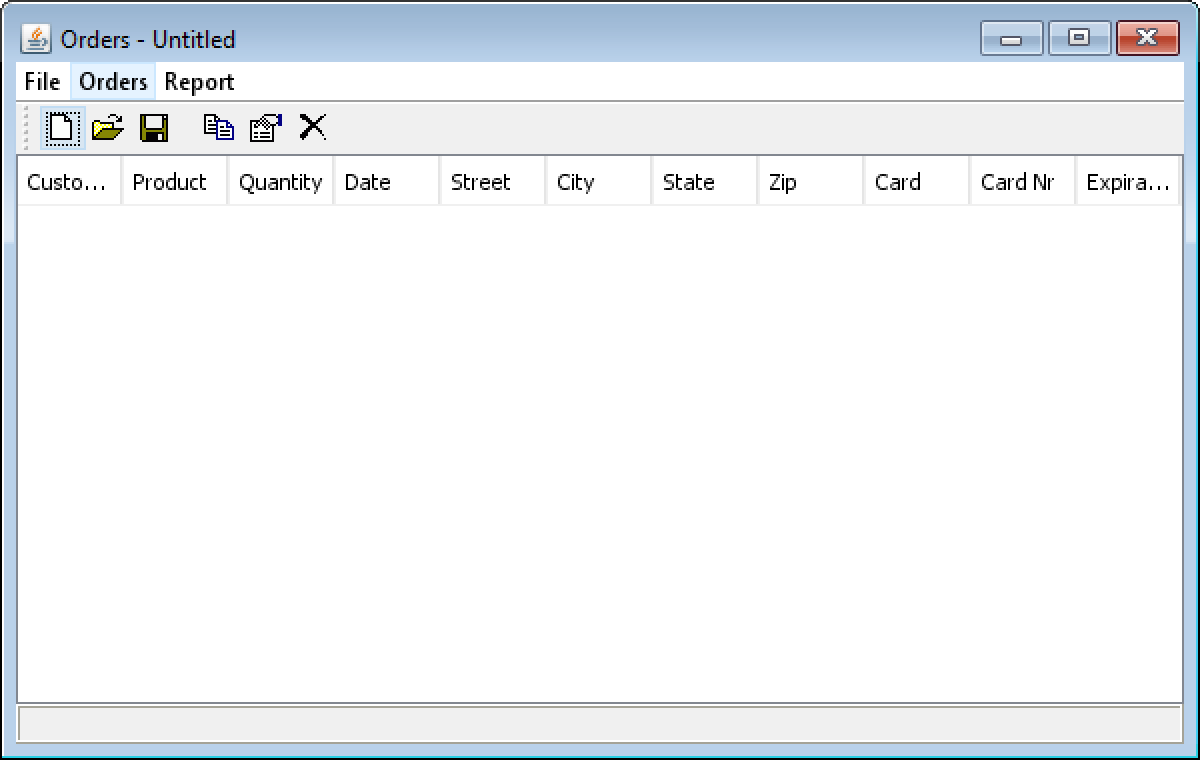 Orders - Untitled
File Orders Report
Custo... Product Quantity Date Street City State Zip Card Card Nr Expira...